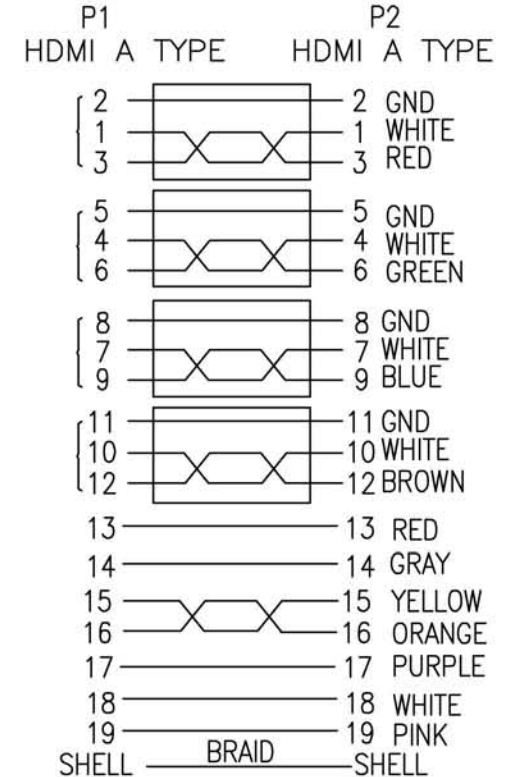 P1 P2
HDMI A TYPE HDMI A TYPE
2 2 GND
1 1 WHITE
3 3 RED
5 5 GND
4 4 WHITE
6 6 GREEN
8 8 GND
7 7 WHITE
9 9 BLUE
11 11 GND
10 10 WHITE
12 12 BROWN
13 13 RED
14 14 GRAY
15 15 YELLOW
16 16 ORANGE
17 17 PURPLE
18 18 WHITE
19 19 PINK
SHELL BRAID SHELL